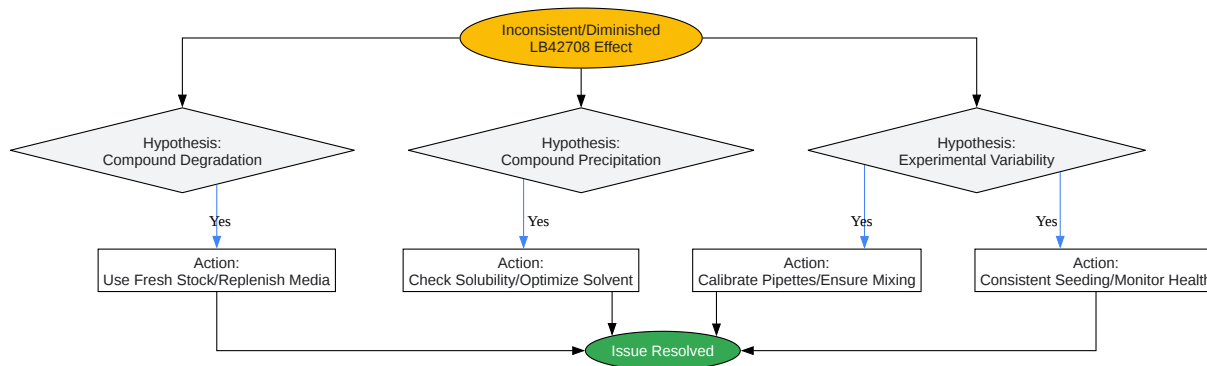 Inconsistent/Diminished
LB42708 Effect
Hypothesis:
Compound Degradation
Hypothesis:
Compound Precipitation
Hypothesis:
Experimental Variability
Yes
Yes
Yes
Yes
Action:
Use Fresh Stock/Replenish Media
Action:
Check Solubility/Optimize Solvent
Action:
Calibrate Pipettes/Ensure Mixing
Action:
Consistent Seeding/Monitor Health
Issue Resolved